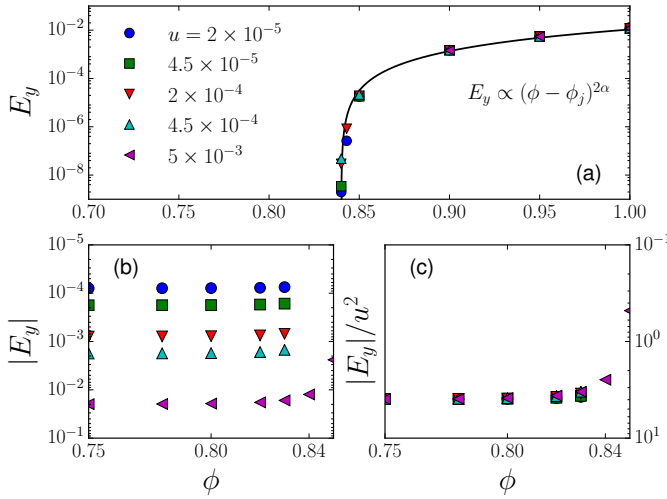 E_y
10^{-2}
10^{-4}
10^{-6}
10^{-8}
u = 2 × 10^{-5}
4.5 × 10^{-5}
2 × 10^{-4}
4.5 × 10^{-4}
5 × 10^{-3}
E_y ∝ (ϕ − ϕ_j)^{2α}
(a)
0.70 0.75 0.80 0.85 0.90 0.95 1.00
|E_y|
10^{-5}
10^{-4}
10^{-3}
10^{-2}
10^{-1}
(b)
0.75 0.80 0.84
ϕ
|E_y|/u^2
(c)
10^{-1}
10^{0}
10^{1}
0.75 0.80 0.84
ϕ